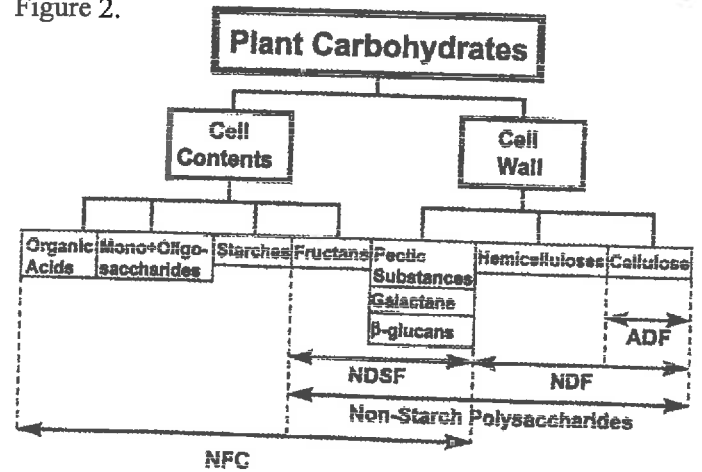 Figure 2.
Plant Carbohydrates
Cell
Contents
Cell
Wall
Organic
Acids
Mono+Oligo-
saccharides
Starches
Fructans
Pectic
Substances
Galactans
β-glucans
Hemicelluloses
Cellulose
ADF
NDSF
NDF
Non-Starch Polysaccharides
NFC